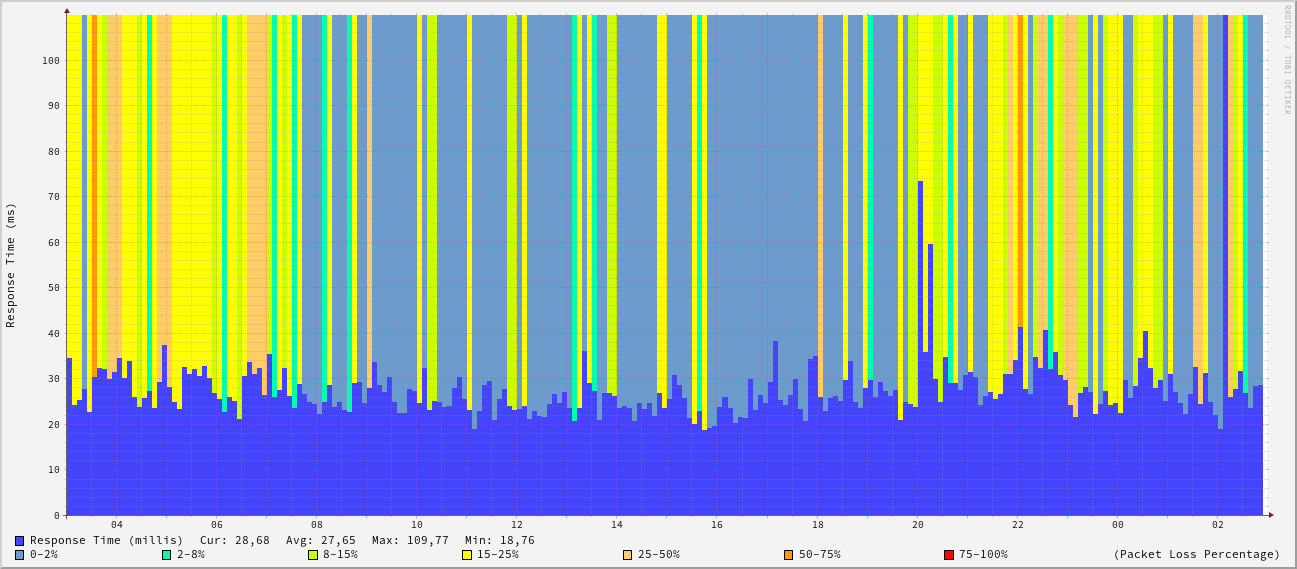 RRDTOOL / TOBI OETIKER
Response Time (ms)
100
90
80
70
60
50
40
30
20
10
0
04 06 08 10 12 14 16 18 20 22 00 02
Response Time (millis) Cur: 28,68 Avg: 27,65 Max: 109,77 Min: 18,76
0-2% 2-8% 8-15% 15-25% 25-50% 50-75% 75-100% (Packet Loss Percentage)